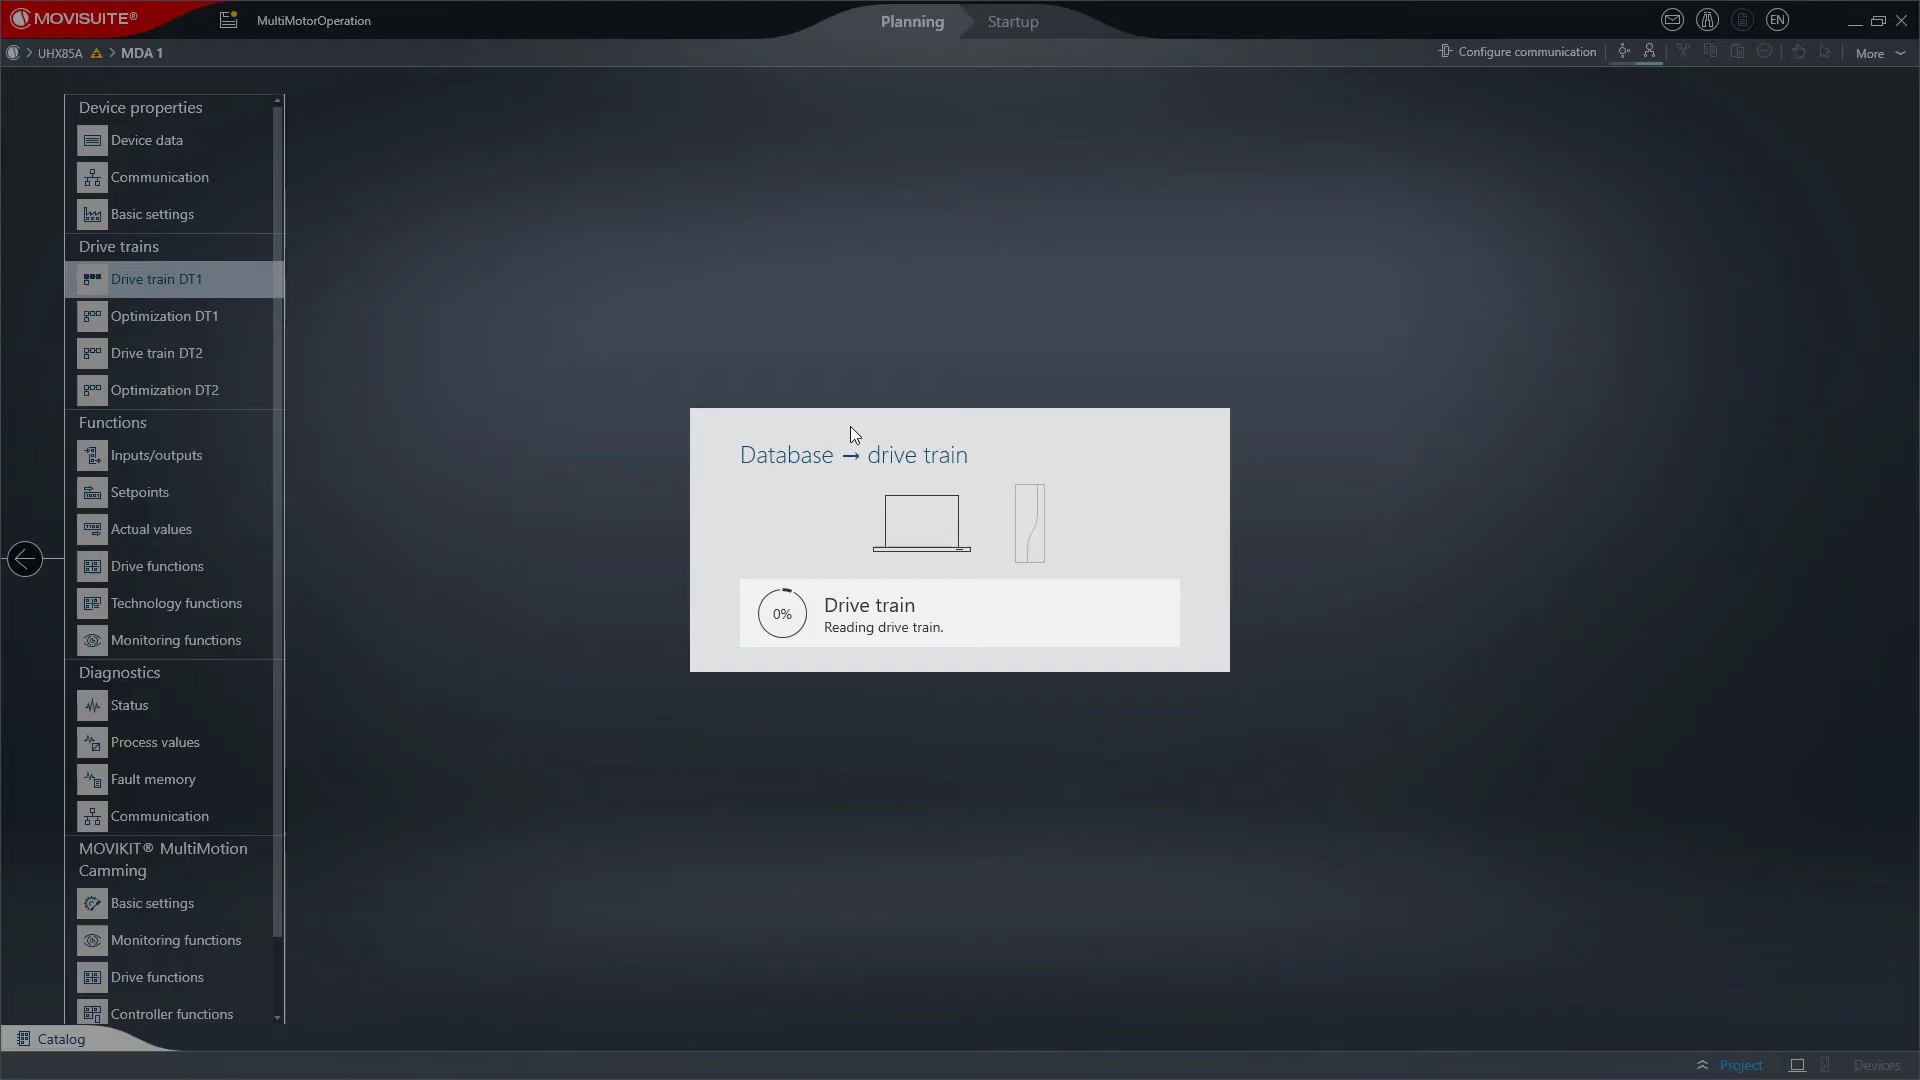 MOVISUITE®
MultiMotorOperation
Planning
Startup
EN
UHX85A
MDA 1
Configure communication
More
Device properties
Device data
Communication
Basic settings
Drive trains
Drive train DT1
Optimization DT1
Drive train DT2
Optimization DT2
Functions
Inputs/outputs
Setpoints
Actual values
Drive functions
Technology functions
Monitoring functions
Diagnostics
Status
Process values
Fault memory
Communication
MOVIKIT® MultiMotion
Camming
Basic settings
Monitoring functions
Drive functions
Controller functions
Database → drive train
0%
Drive train
Reading drive train.
Catalog
Project
Devices